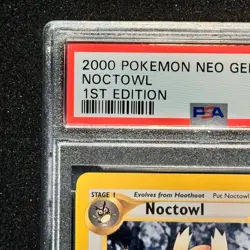 2000 POKEMON NEO GE
NOCTOWL
1ST EDITION
PSA
STAGE 1
Evolves from Hoothoot
Put Noctowl
Noctowl